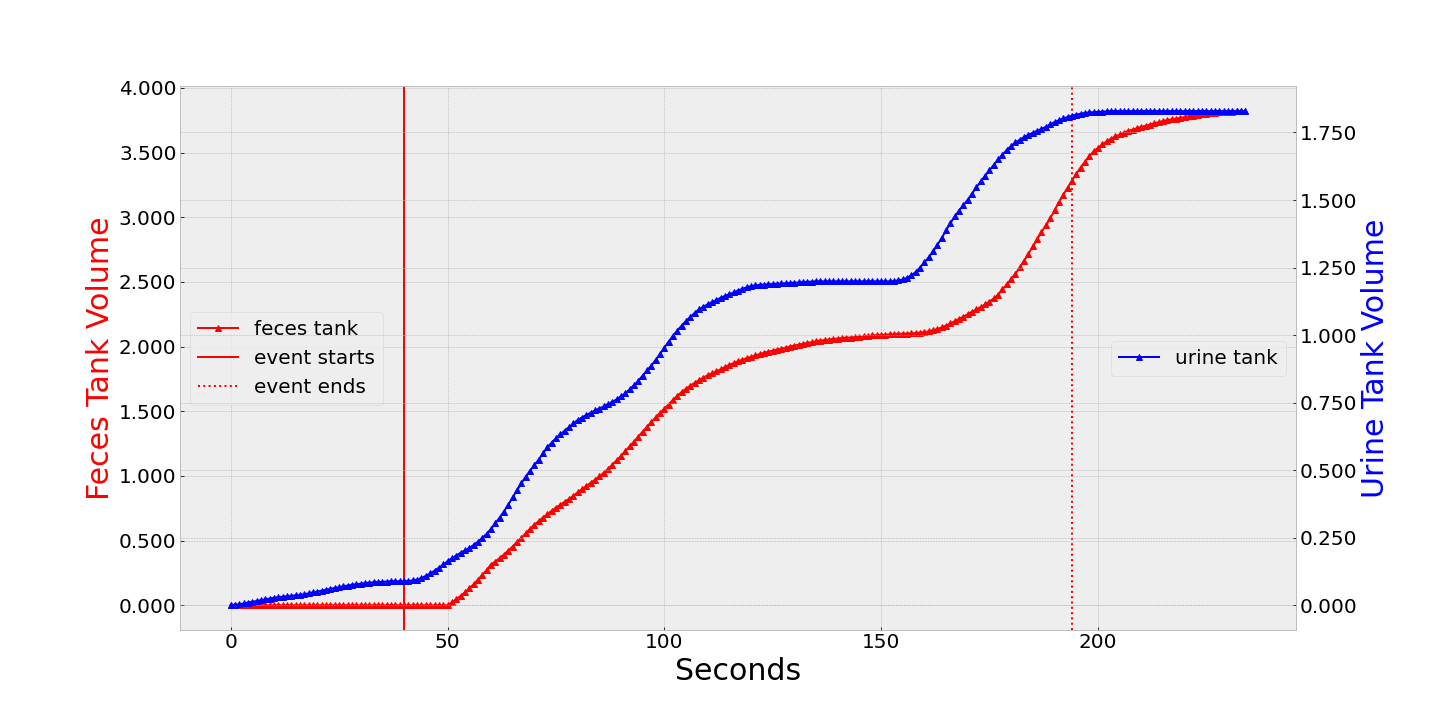 4.000
3.500
3.000
2.500
2.000
1.500
1.000
0.500
0.000
Feces Tank Volume
feces tank
event starts
event ends
urine tank
1.750
1.500
1.250
1.000
0.750
0.500
0.250
0.000
Urine Tank Volume
0 50 100 150 200
Seconds